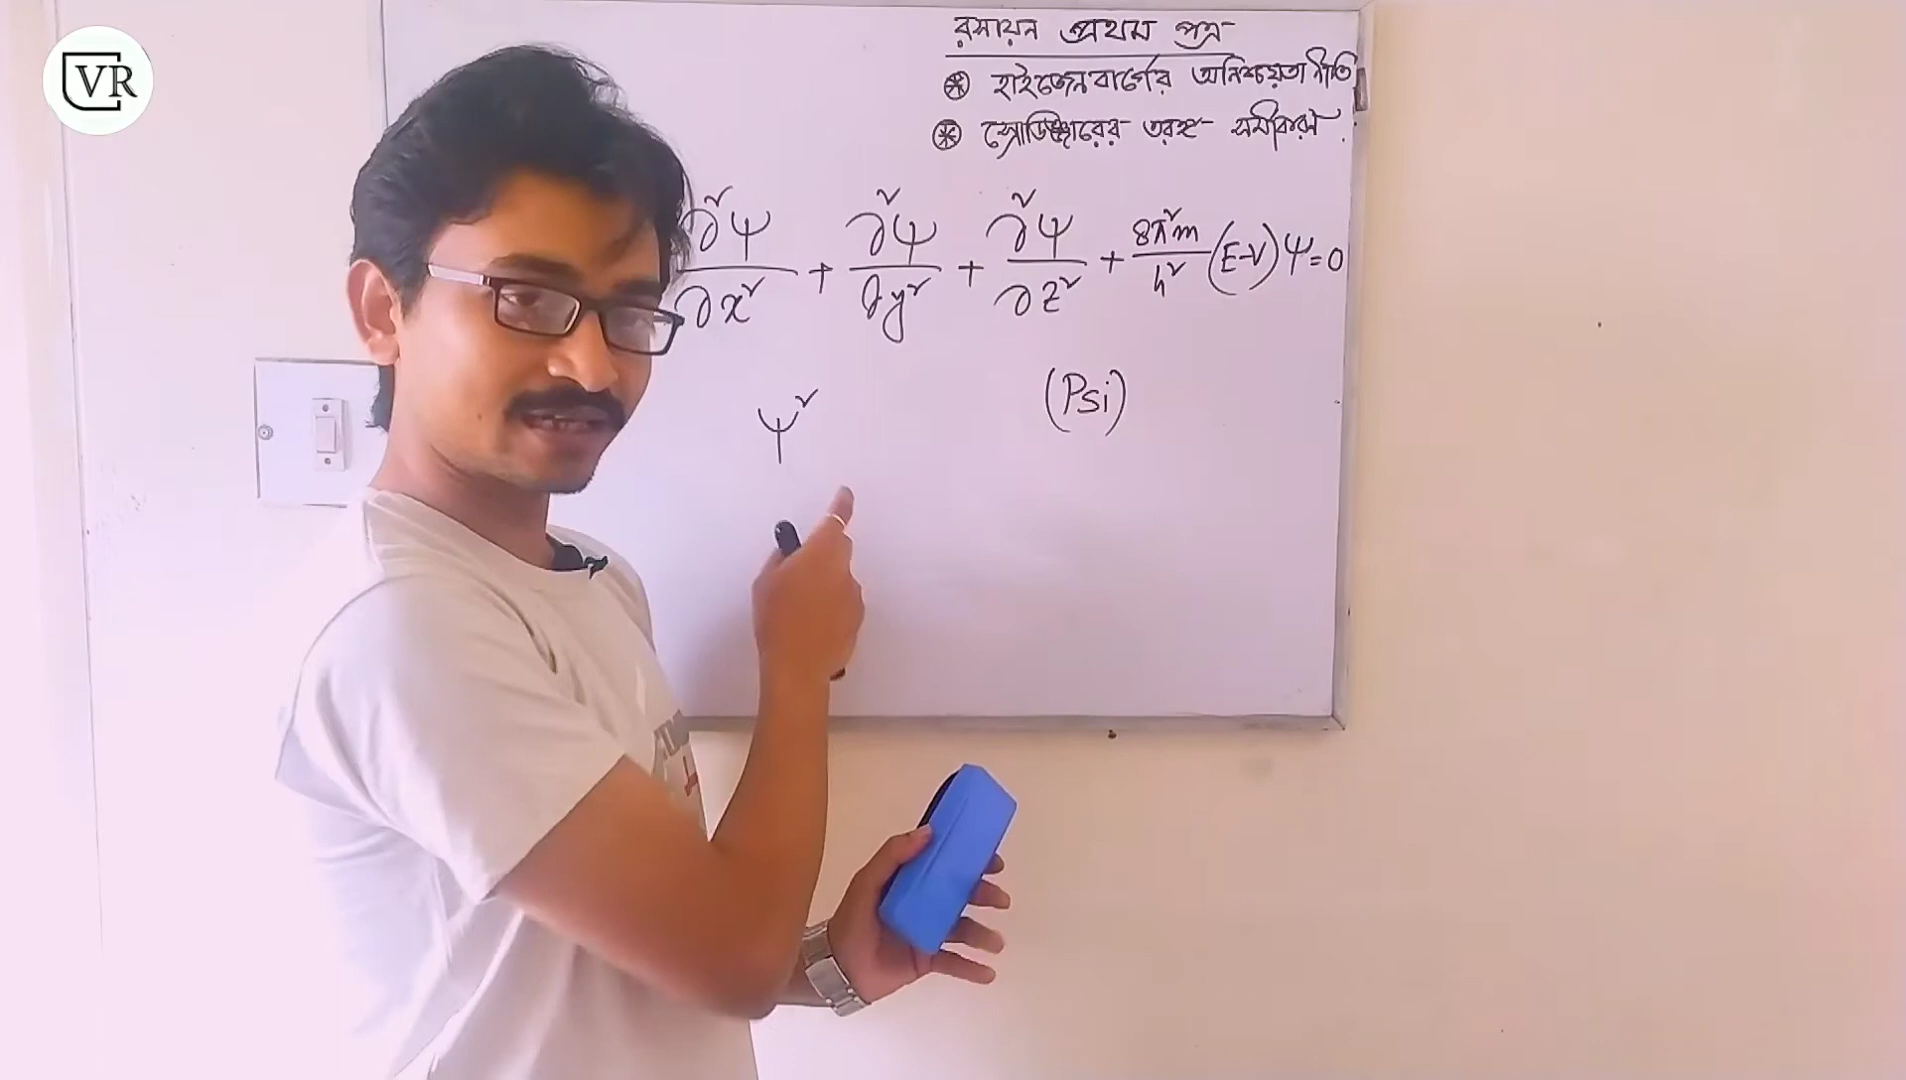 VR
রসায়ন প্রথম পত্র
⊛ হাইজেনবার্গের অনিশ্চয়তা নীতি
⊛ স্রোডিঞ্জারের তরঙ্গ সমীকরণ
∂²ψ/∂x² + ∂²ψ/∂y² + ∂²ψ/∂z² + 8π²m/h² (E-V) ψ = 0
ψ² (Psi)